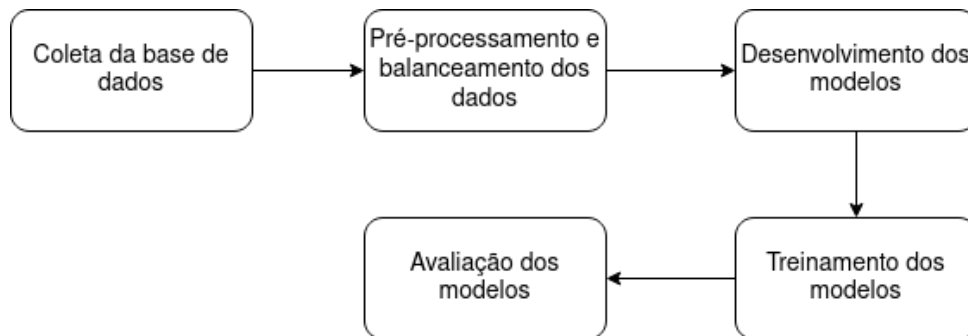 Coleta da base de
dados
Pré-processamento e
balanceamento dos
dados
Desenvolvimento dos
modelos
Treinamento dos
modelos
Avaliação dos
modelos